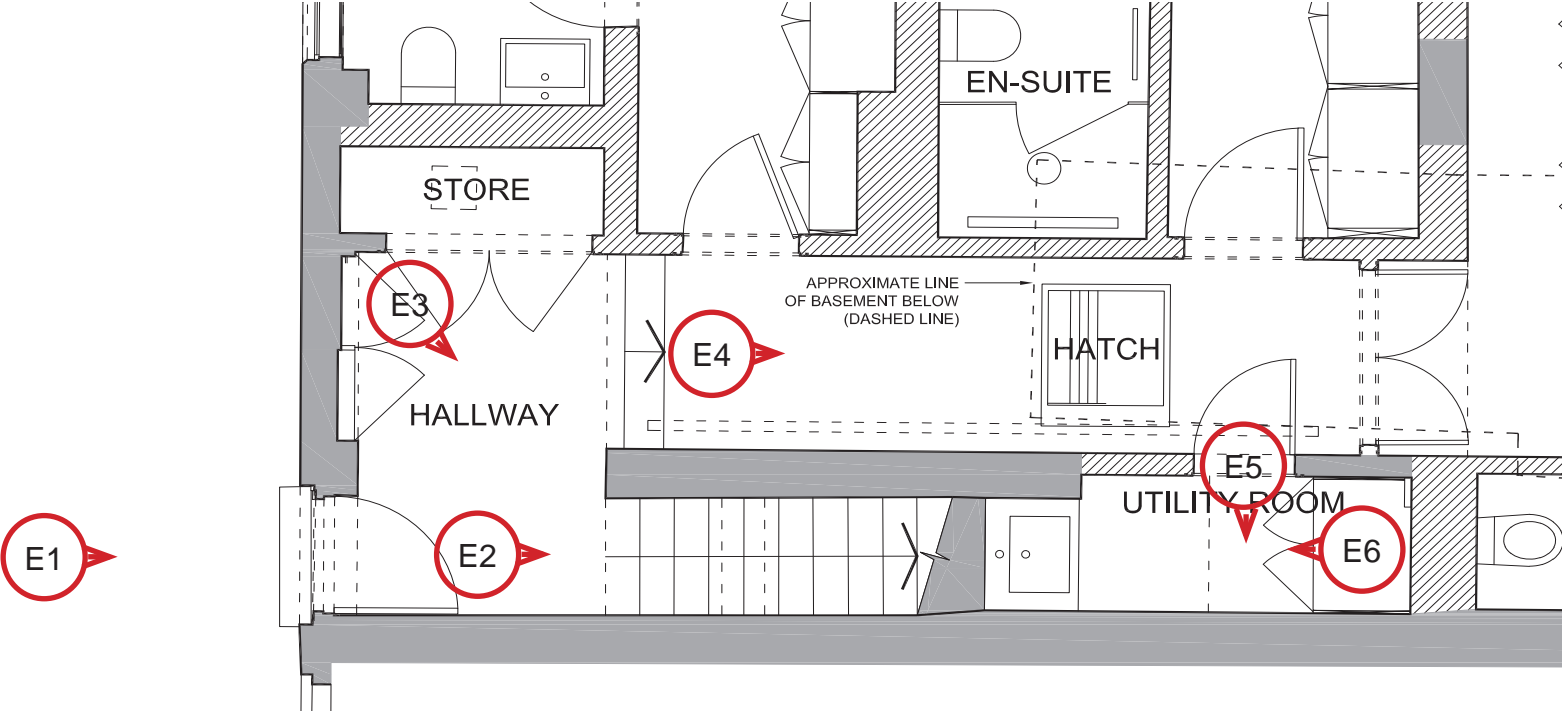 EN-SUITE
STORE
APPROXIMATE LINE
OF BASEMENT BELOW
(DASHED LINE)
E3
E4
HATCH
HALLWAY
E5
UTILITY ROOM
E1
E2
E6